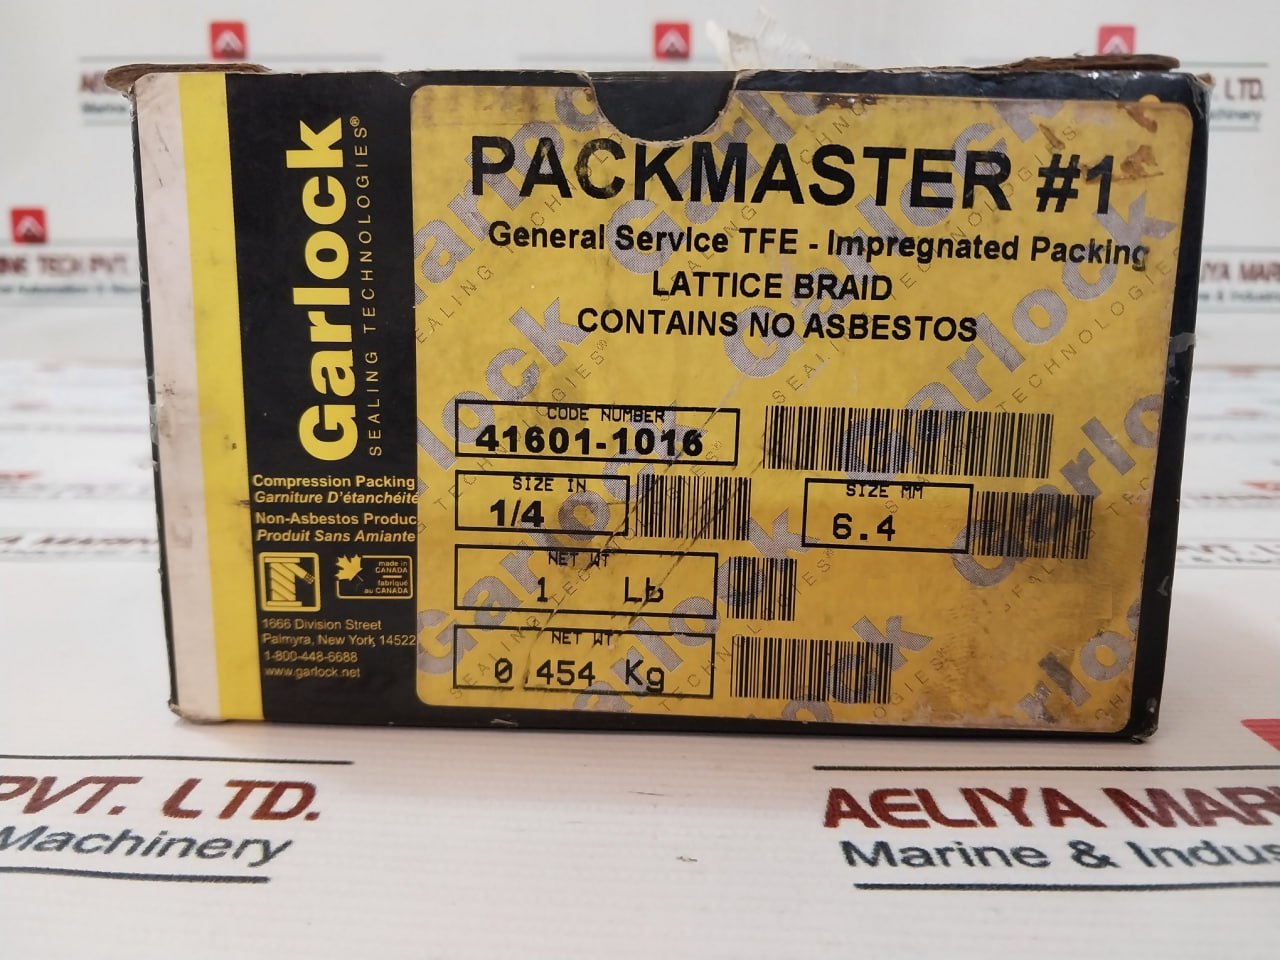 Garlock
SEALING TECHNOLOGIES®
Compression Packing
Garniture D'étanchéité
Non-Asbestos Produc
Produit Sans Amiante
made in
CANADA
fabriqué
au CANADA
1666 Division Street
Palmyra, New York, 14522
1-800-448-6688
www.garlock.net
PACKMASTER #1
General Service TFE - Impregnated Packing
LATTICE BRAID
CONTAINS NO ASBESTOS
CODE NUMBER
41601-1016
SIZE IN
1/4
SIZE MM
6.4
NET WT
1 Lb
NET WT
0.454 Kg
PVT. LTD.
Machinery
AELIYA MAR
Marine & Indus